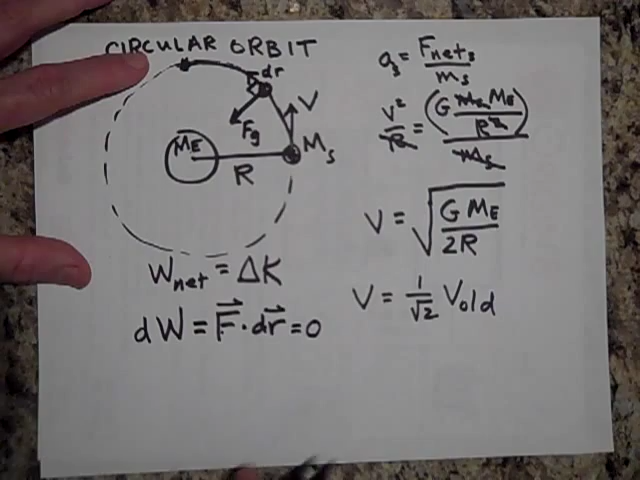 CIRCULAR ORBIT
dr
V
Fg
ME
Ms
R
Wnet = ΔK
dW = F⃗ · dr⃗ = 0
as = Fnets / ms
V² / R = (G ms ME / R²) / ms
V = √(G ME / 2R)
V = 1/√2 Vold